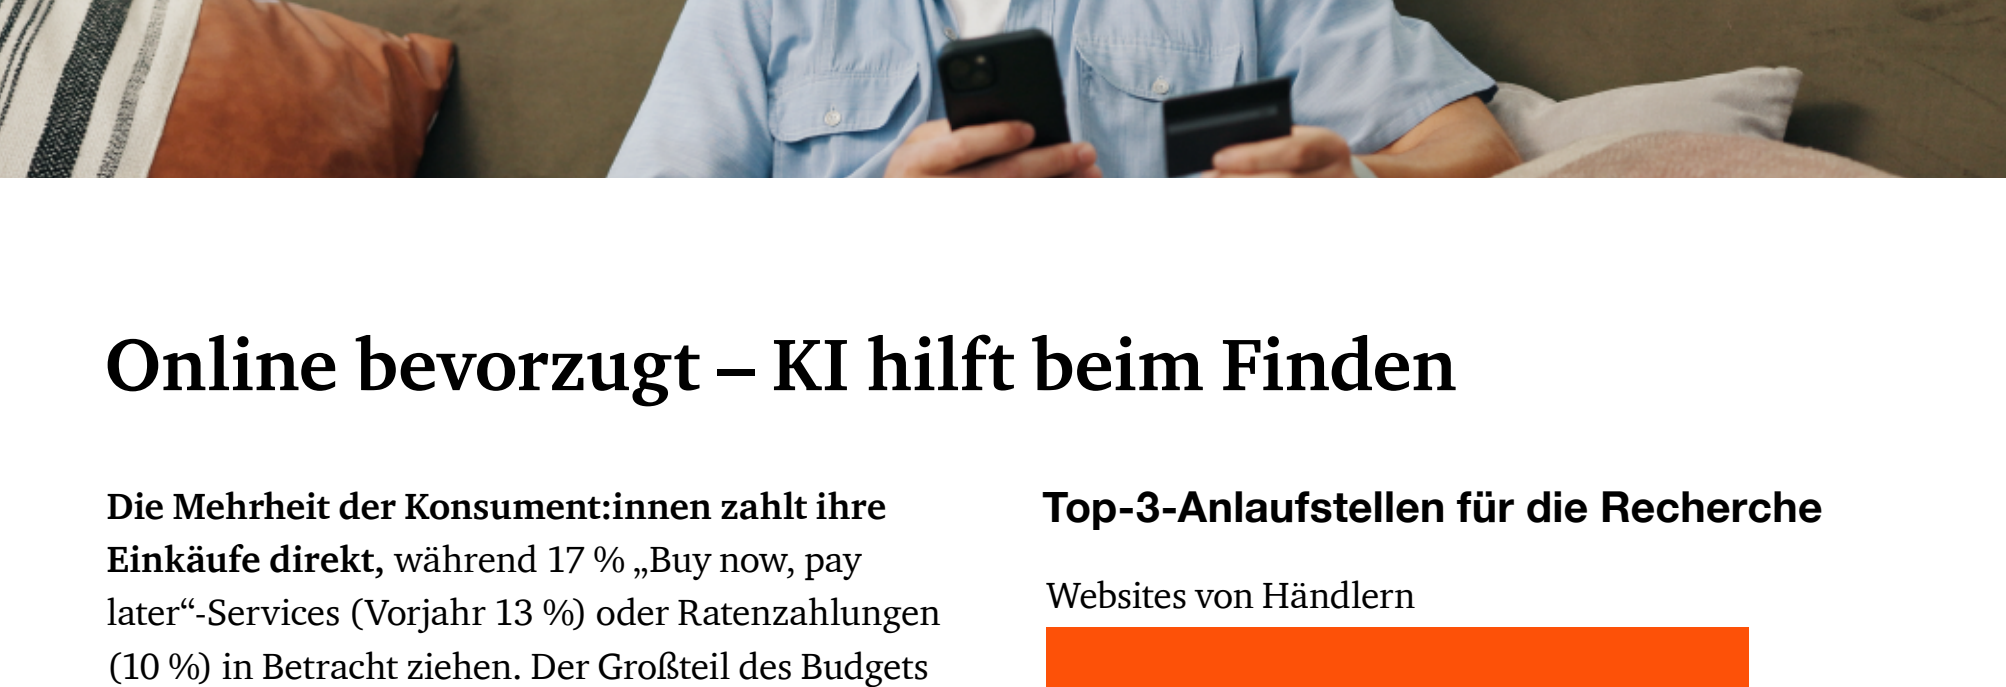 Online bevorzugt – KI hilft beim Finden
Die Mehrheit der Konsument:innen zahlt ihre
Einkäufe direkt, während 17 % „Buy now, pay
later“-Services (Vorjahr 13 %) oder Ratenzahlungen
(10 %) in Betracht ziehen. Der Großteil des Budgets
Top-3-Anlaufstellen für die Recherche
Websites von Händlern